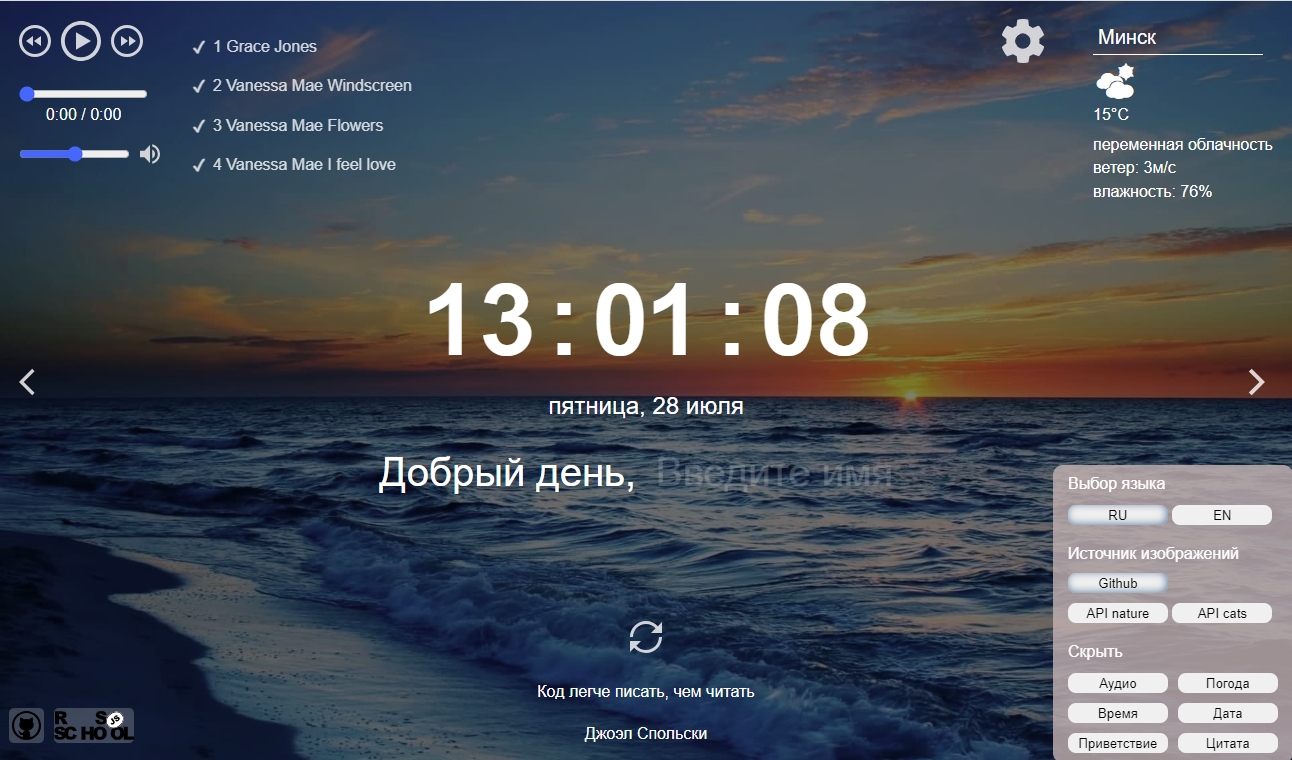 1 Grace Jones
2 Vanessa Mae Windscreen
3 Vanessa Mae Flowers
4 Vanessa Mae I feel love
0:00 / 0:00
Минск
15°C
переменная облачность
ветер: 3м/с
влажность: 76%
13:01:08
пятница, 28 июля
Добрый день, Введите имя
Выбор языка
RU EN
Источник изображений
Github
API nature API cats
Скрыть
Аудио Погода
Время Дата
Приветствие Цитата
Код легче писать, чем читать
Джоэл Спольски
RS
SCHOOL